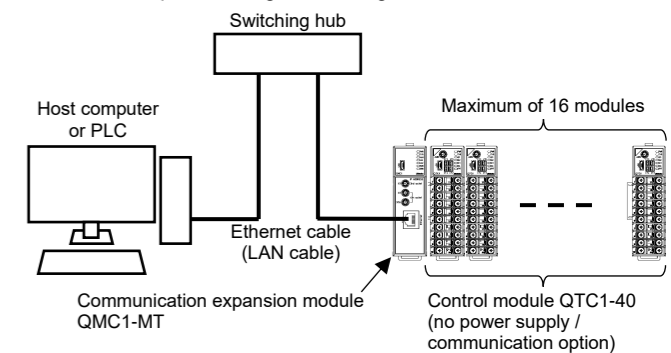 Switching hub
Host computer
or PLC
Maximum of 16 modules
Ethernet cable
(LAN cable)
Communication expansion module
QMC1-MT
Control module QTC1-40
(no power supply /
communication option)